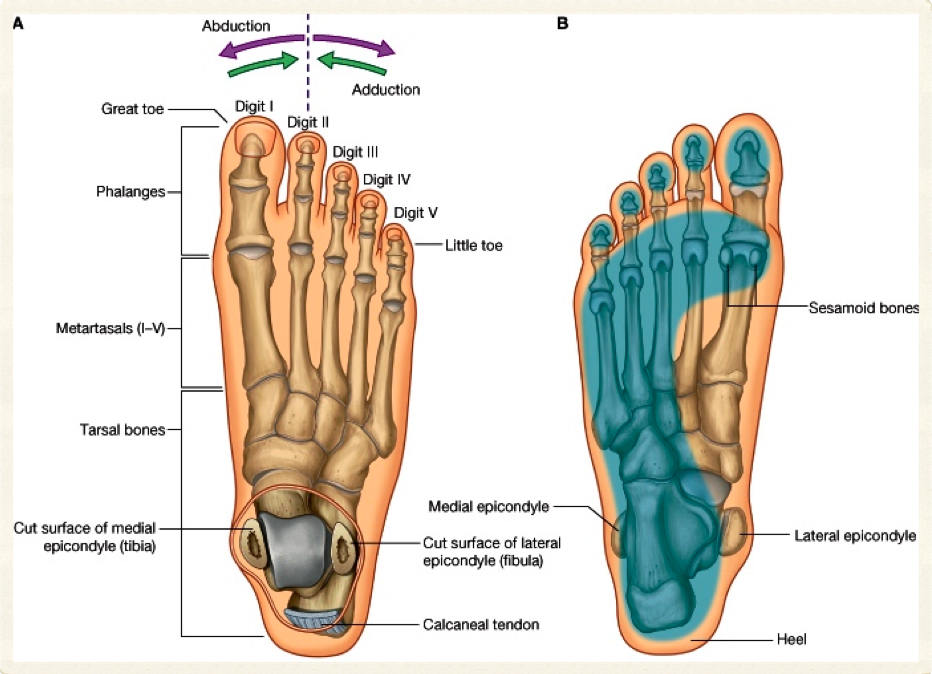 A
Abduction
Adduction
Great toe
Digit I
Digit II
Digit III
Digit IV
Digit V
Phalanges
Little toe
Metartasals (I–V)
Tarsal bones
Cut surface of medial
epicondyle (tibia)
Cut surface of lateral
epicondyle (fibula)
Calcaneal tendon
B
Sesamoid bones
Medial epicondyle
Lateral epicondyle
Heel